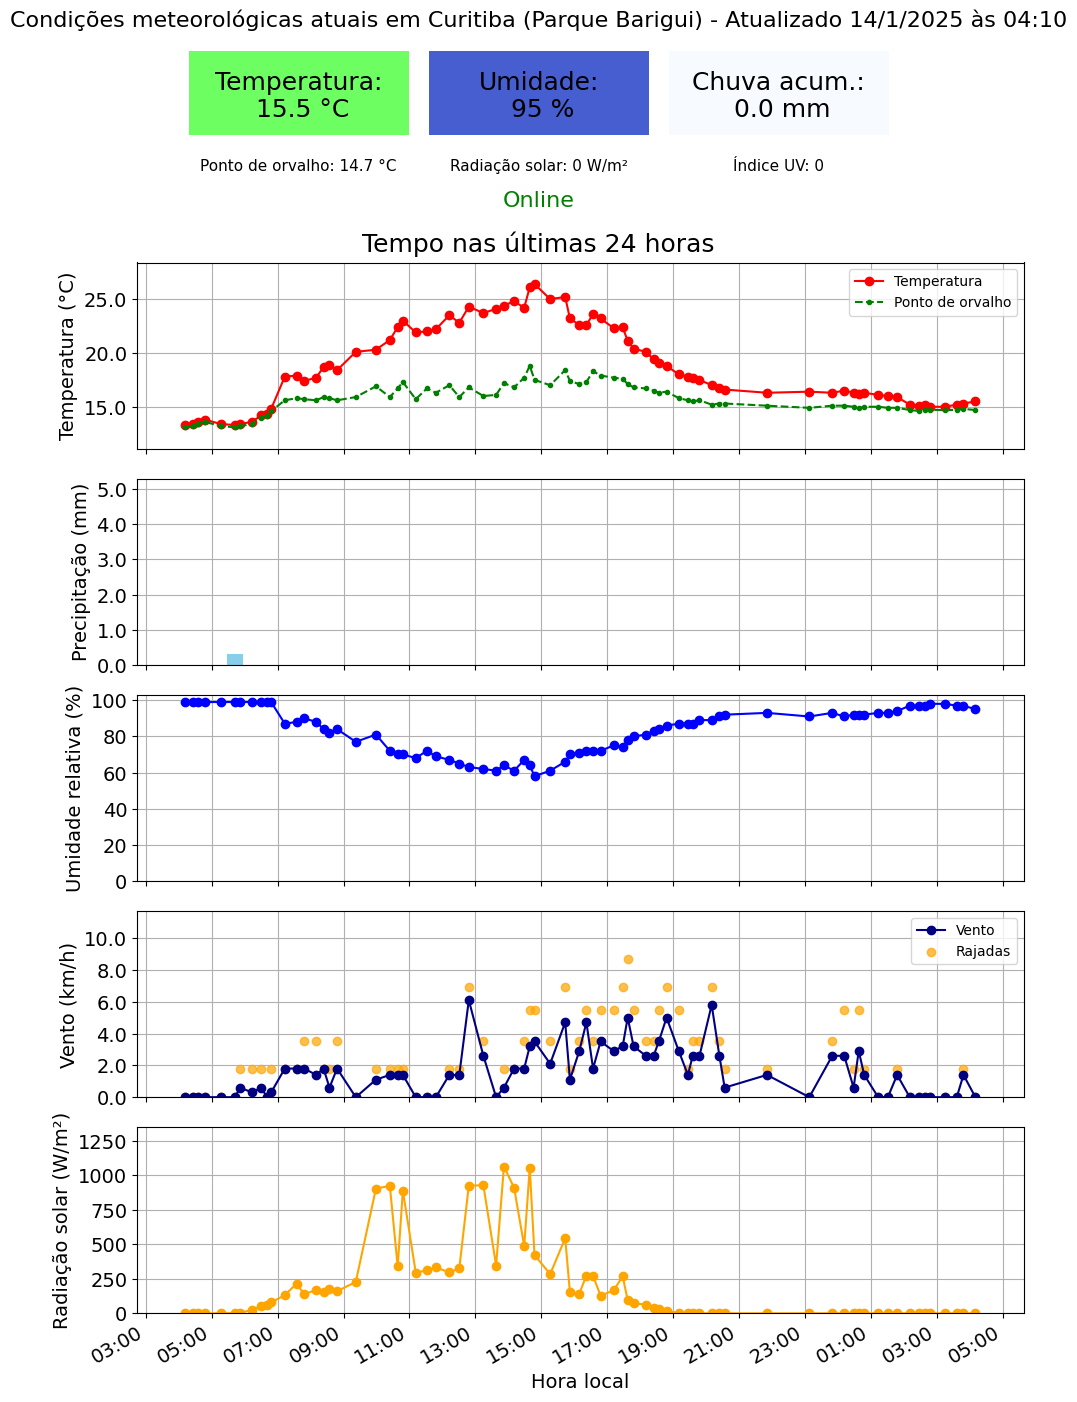 Condições meteorológicas atuais em Curitiba (Parque Barigui) - Atualizado 14/1/2025 às 04:10
Temperatura:
15.5 °C
Umidade:
95 %
Chuva acum.:
0.0 mm
Ponto de orvalho: 14.7 °C
Radiação solar: 0 W/m²
Índice UV: 0
Online
Tempo nas últimas 24 horas
Temperatura (°C)
25.0
20.0
15.0
Temperatura
Ponto de orvalho
Precipitação (mm)
5.0
4.0
3.0
2.0
1.0
0.0
Umidade relativa (%)
100
80
60
40
20
0
Vento (km/h)
10.0
8.0
6.0
4.0
2.0
0.0
Vento
Rajadas
Radiação solar (W/m²)
1250
1000
750
500
250
0
03:00
05:00
07:00
09:00
11:00
13:00
15:00
17:00
19:00
21:00
23:00
01:00
03:00
05:00
Hora local